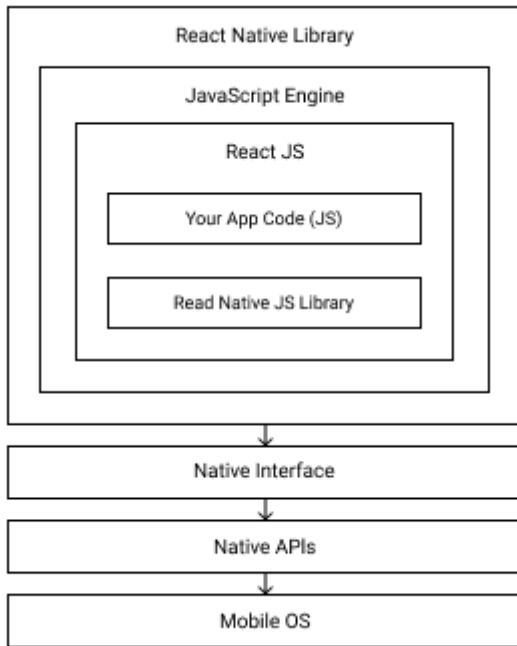 React Native Library
JavaScript Engine
React JS
Your App Code (JS)
Read Native JS Library
Native Interface
Native APIs
Mobile OS